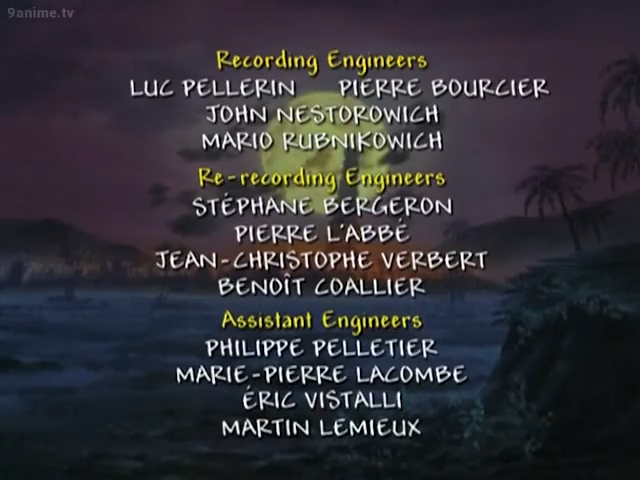 9anime.tv
Recording Engineers
LUC PELLERIN PIERRE BOURCIER
JOHN NESTOROWICH
MARIO RUBNIKOWICH
Re-recording Engineers
STÉPHANE BERGERON
PIERRE L'ABBÉ
JEAN-CHRISTOPHE VERBERT
BENOÎT COALLIER
Assistant Engineers
PHILIPPE PELLETIER
MARIE-PIERRE LACOMBE
ÉRIC VISTALLI
MARTIN LEMIEUX